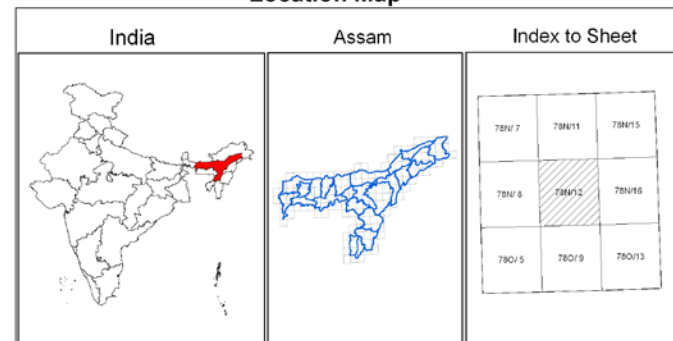 Location Map
India
Assam
Index to Sheet
78N/ 7
78N/11
78N/15
78N/ 8
78N/12
78N/16
78O/ 5
78O/ 9
78O/13